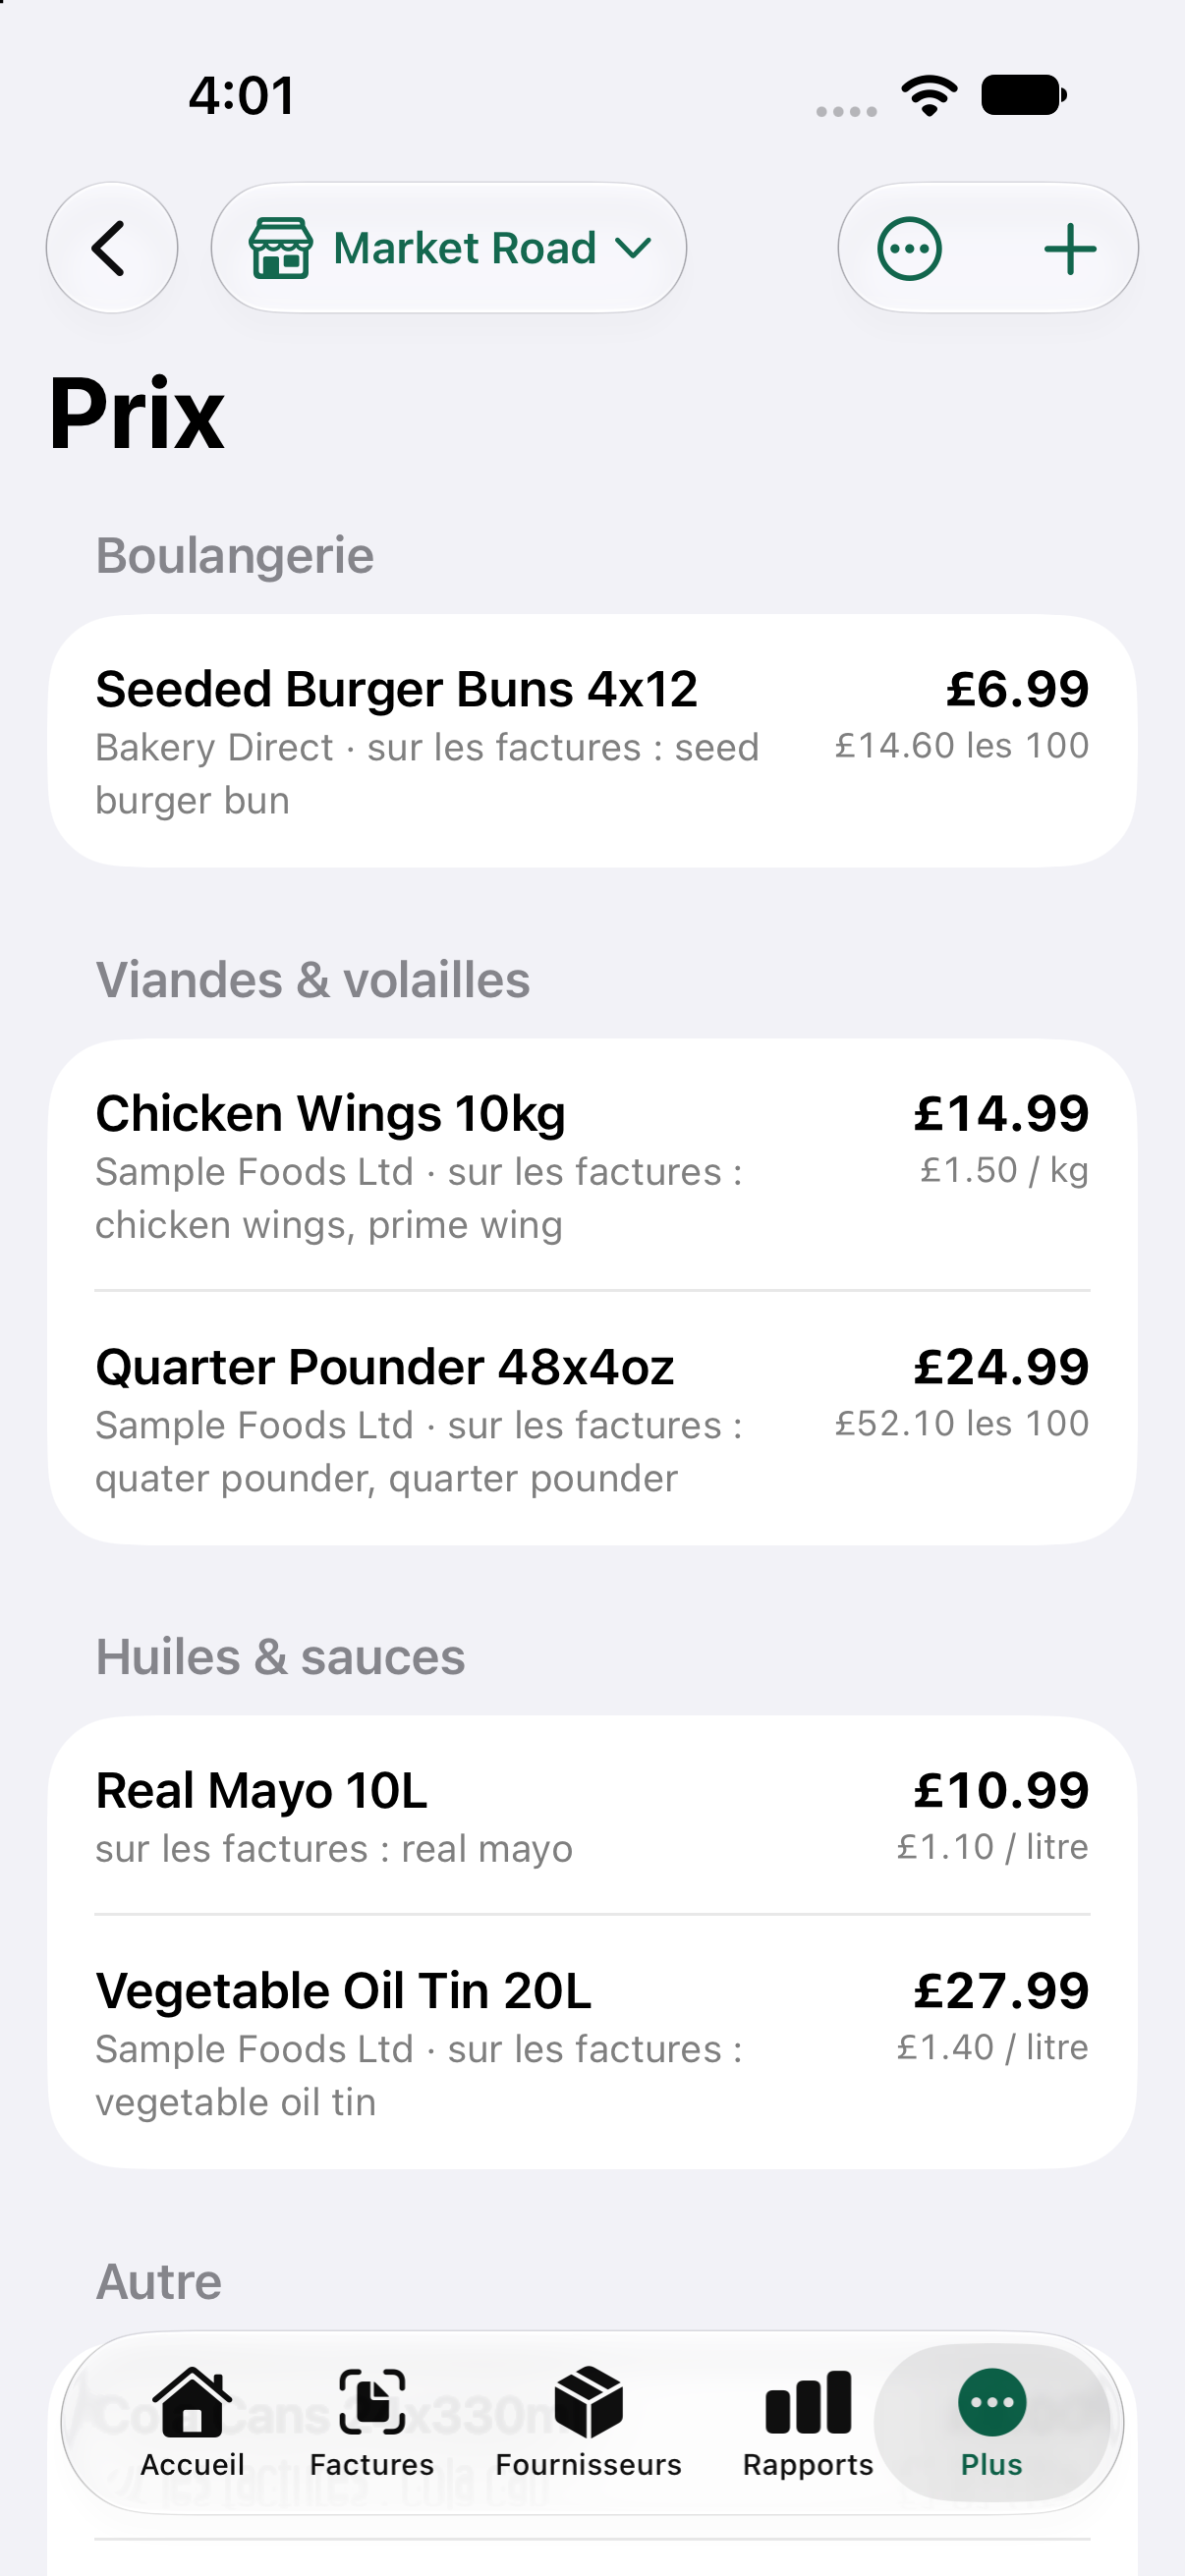 4:01
Market Road
Prix
Boulangerie
Seeded Burger Buns 4x12
£6.99
Bakery Direct · sur les factures : seed
£14.60 les 100
burger bun
Viandes & volailles
Chicken Wings 10kg
£14.99
Sample Foods Ltd · sur les factures :
£1.50 / kg
chicken wings, prime wing
Quarter Pounder 48x4oz
£24.99
Sample Foods Ltd · sur les factures :
£52.10 les 100
quater pounder, quarter pounder
Huiles & sauces
Real Mayo 10L
£10.99
sur les factures : real mayo
£1.10 / litre
Vegetable Oil Tin 20L
£27.99
Sample Foods Ltd · sur les factures :
£1.40 / litre
vegetable oil tin
Autre
Accueil
Factures
Fournisseurs
Rapports
Plus